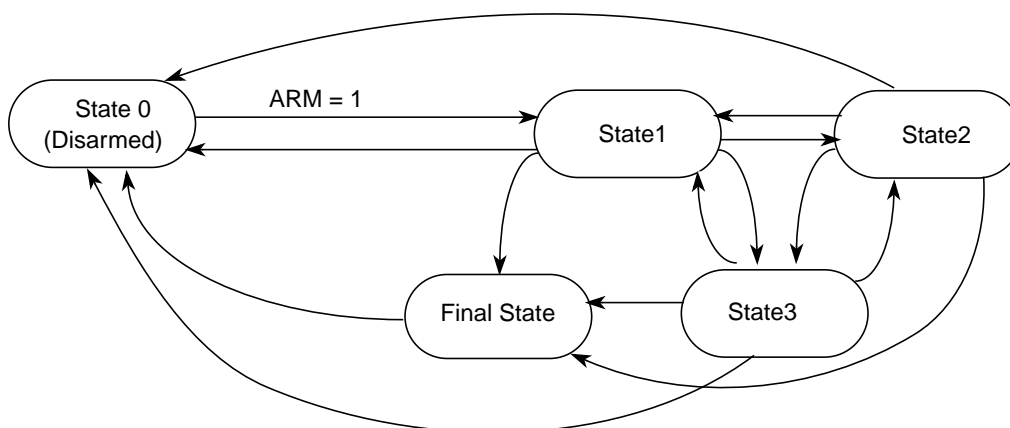 State 0
(Disarmed)
ARM = 1
State1
State2
Final State
State3